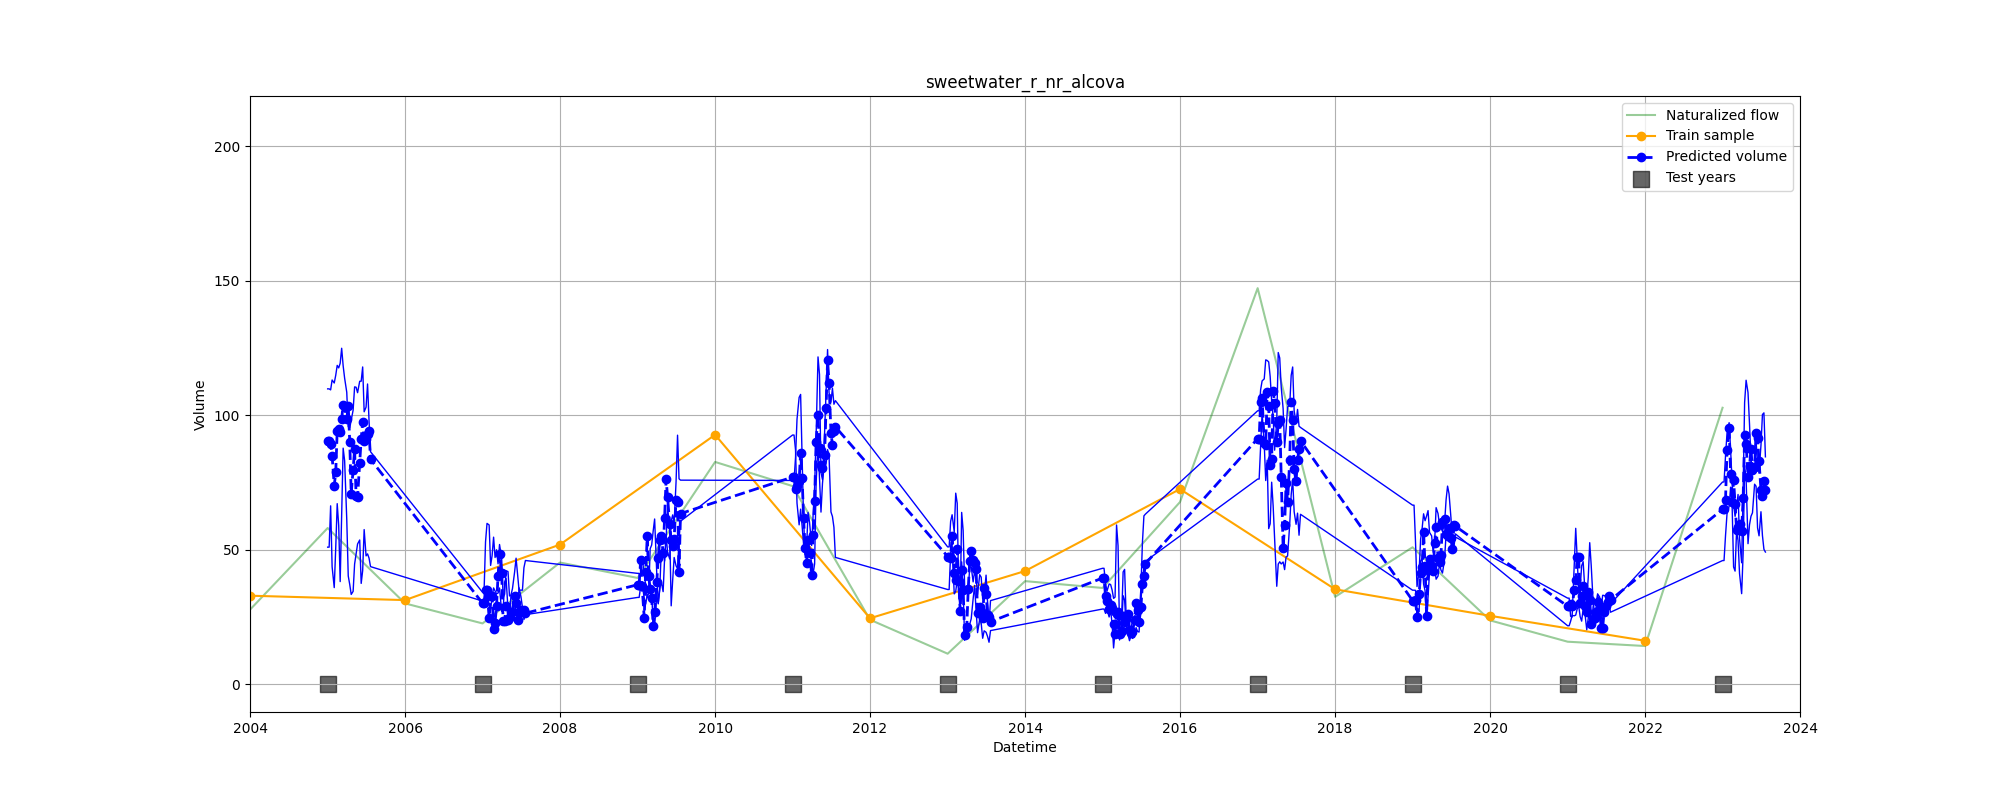 sweetwater_r_nr_alcova
Naturalized flow
Train sample
Predicted volume
Test years
200
150
100
50
0
Volume
2004 2006 2008 2010 2012 2014 2016 2018 2020 2022 2024
Datetime